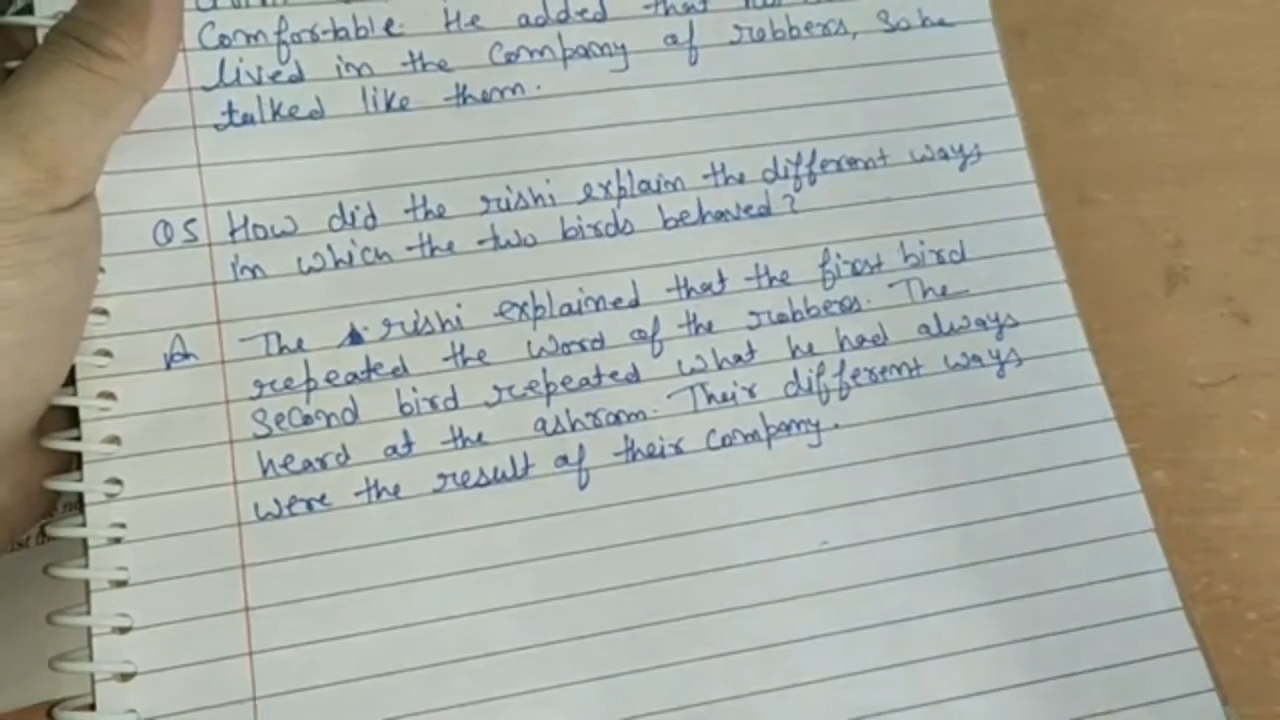 Comfortable. He added that
lived in the company of robbers, so he
talked like them.
Q5 How did the rishi explain the different ways
in which the two birds behaved?
A The rishi explained that the first bird
repeated the word of the robbers. The
second bird repeated what he had always
heard at the ashram. Their different ways
were the result of their company.